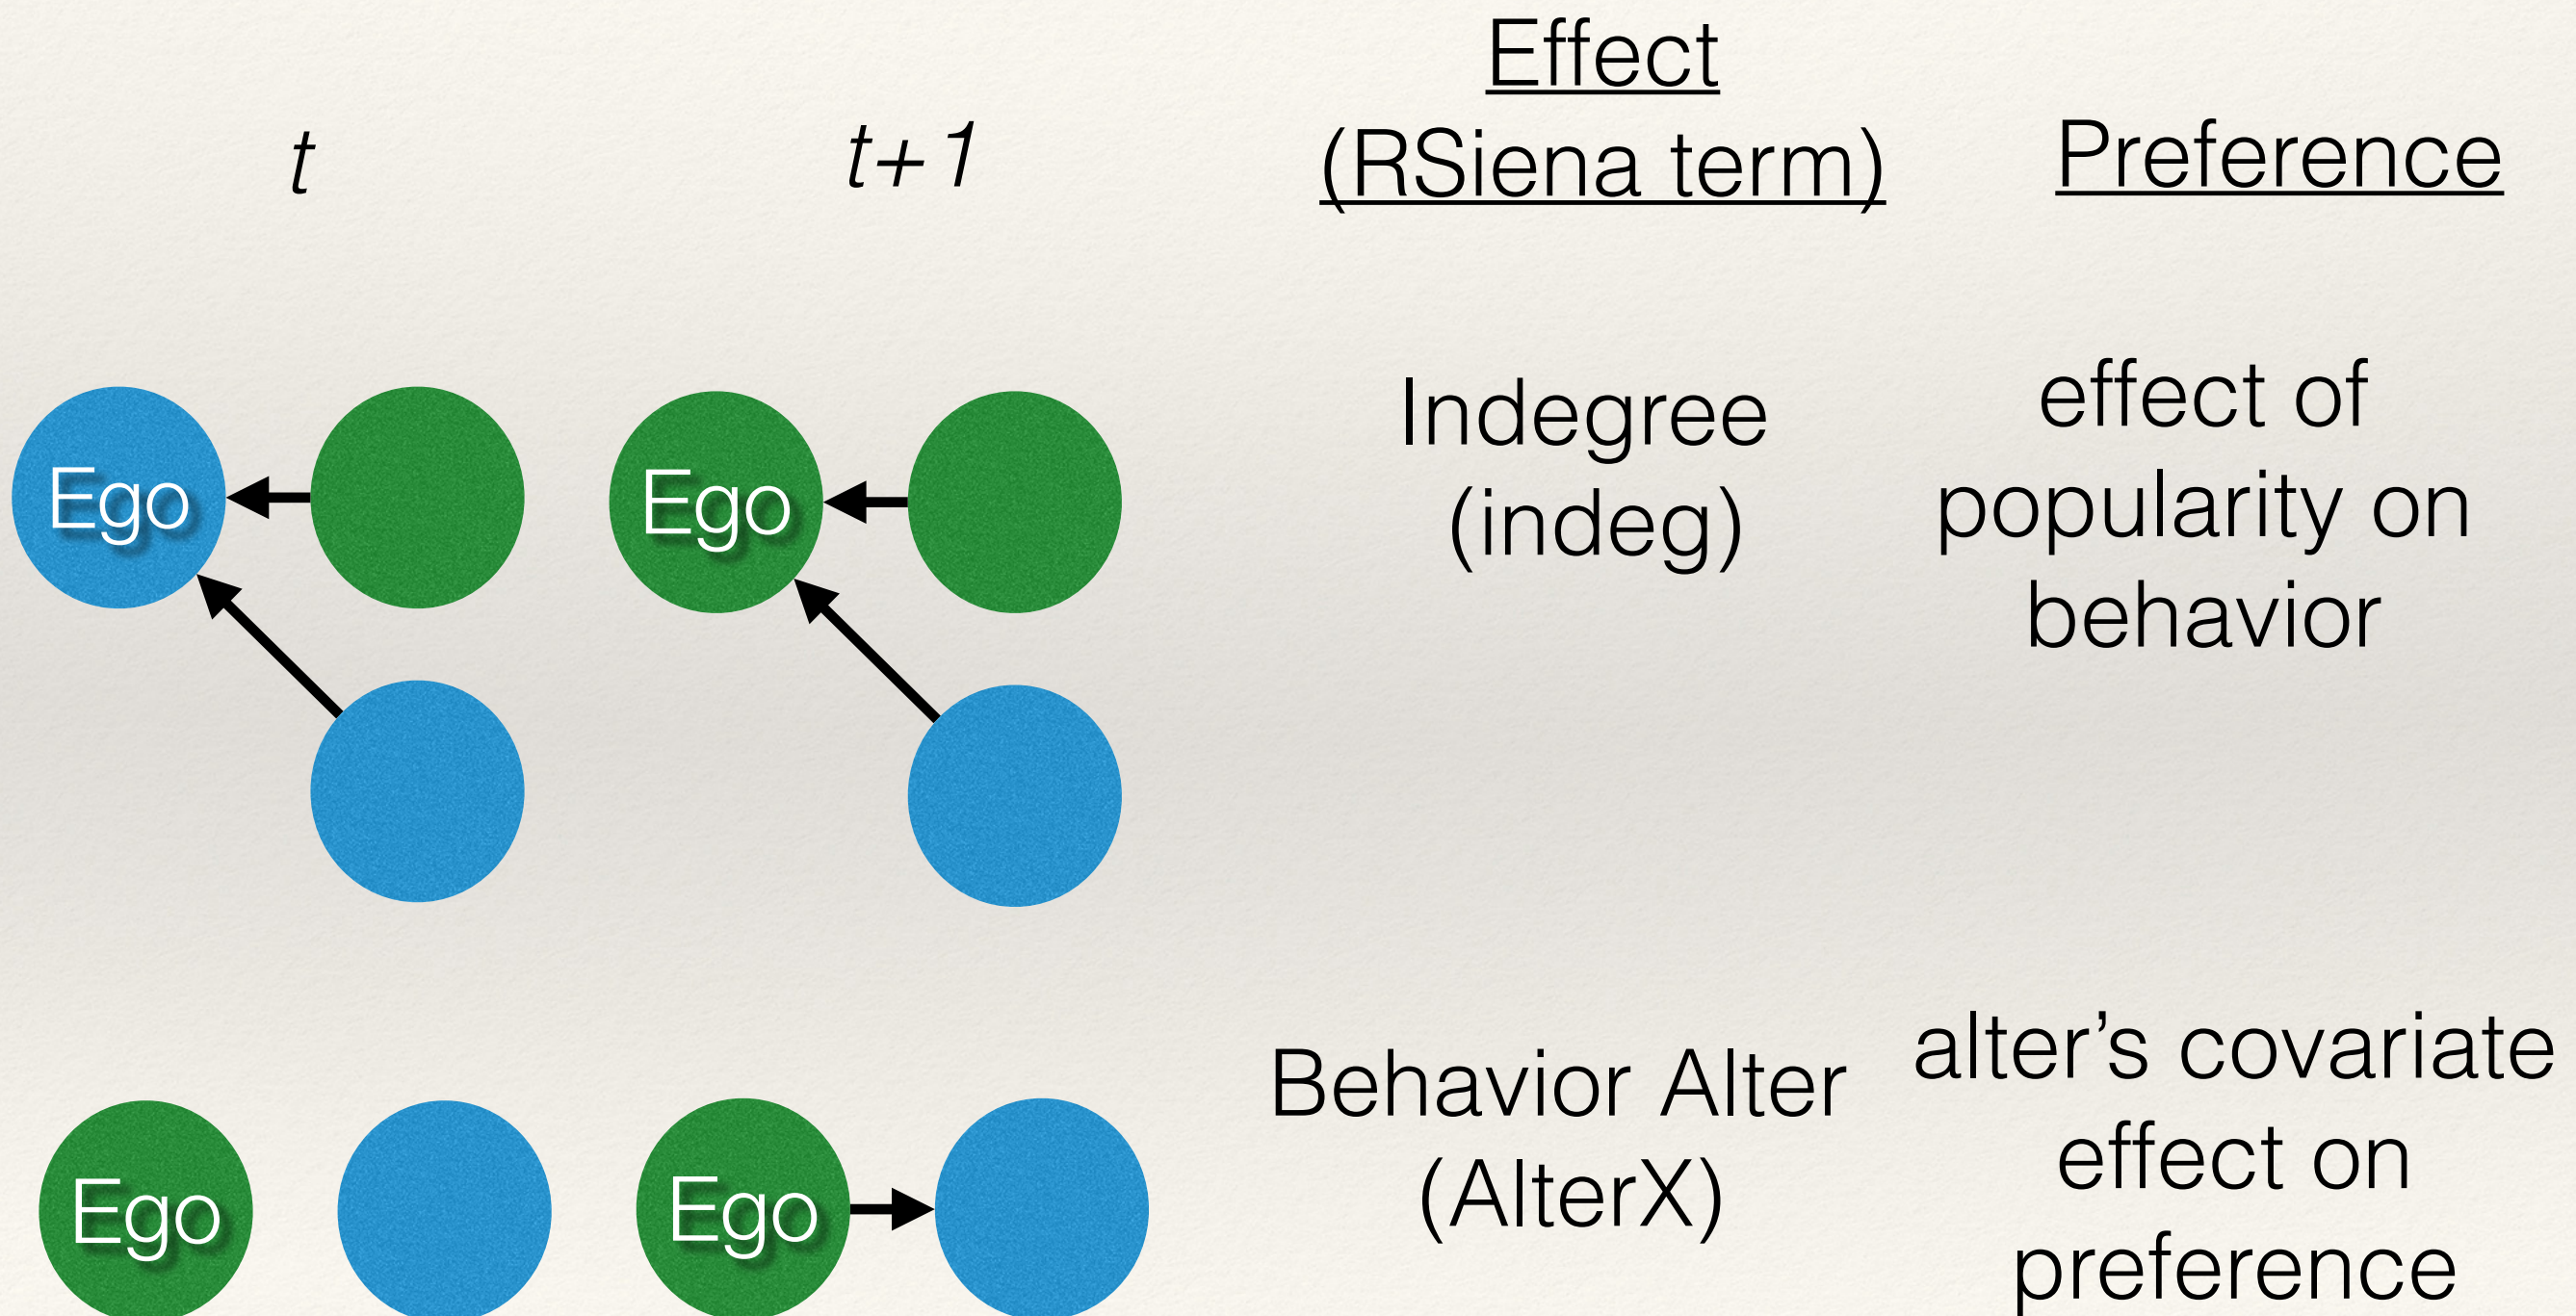 t
t+1
Effect
(RSiena term)
Preference
Ego
Ego
Indegree
(indeg)
effect of
popularity on
behavior
Ego
Ego
Behavior Alter
(AlterX)
alter’s covariate
effect on
preference